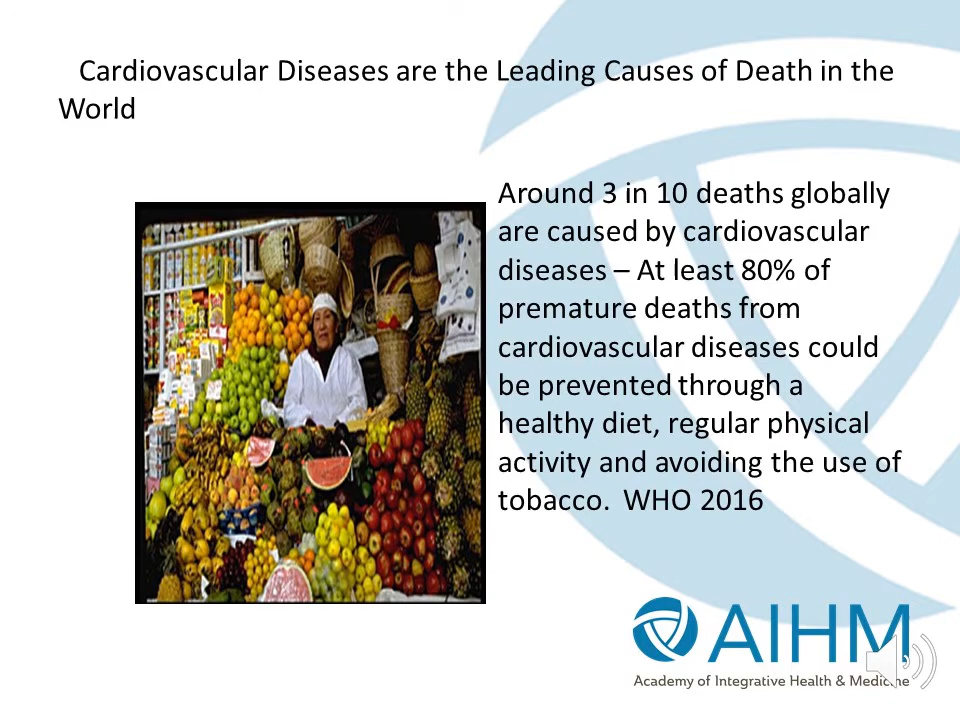 Cardiovascular Diseases are the Leading Causes of Death in the
World
Around 3 in 10 deaths globally
are caused by cardiovascular
diseases – At least 80% of
premature deaths from
cardiovascular diseases could
be prevented through a
healthy diet, regular physical
activity and avoiding the use of
tobacco.  WHO 2016
AIHM
Academy of Integrative Health & Medicine